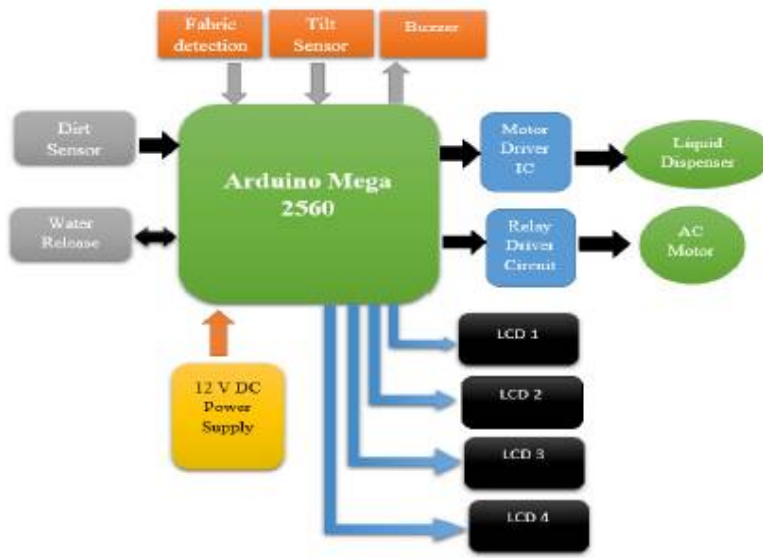 Fabric
detection
Tilt
Sensor
Buzzer
Dirt
Sensor
Motor
Driver
IC
Liquid
Dispenser
Arduino Mega
2560
Water
Release
Relay
Driver
Circuit
AC
Motor
LCD 1
12 V DC
Power
Supply
LCD 2
LCD 3
LCD 4